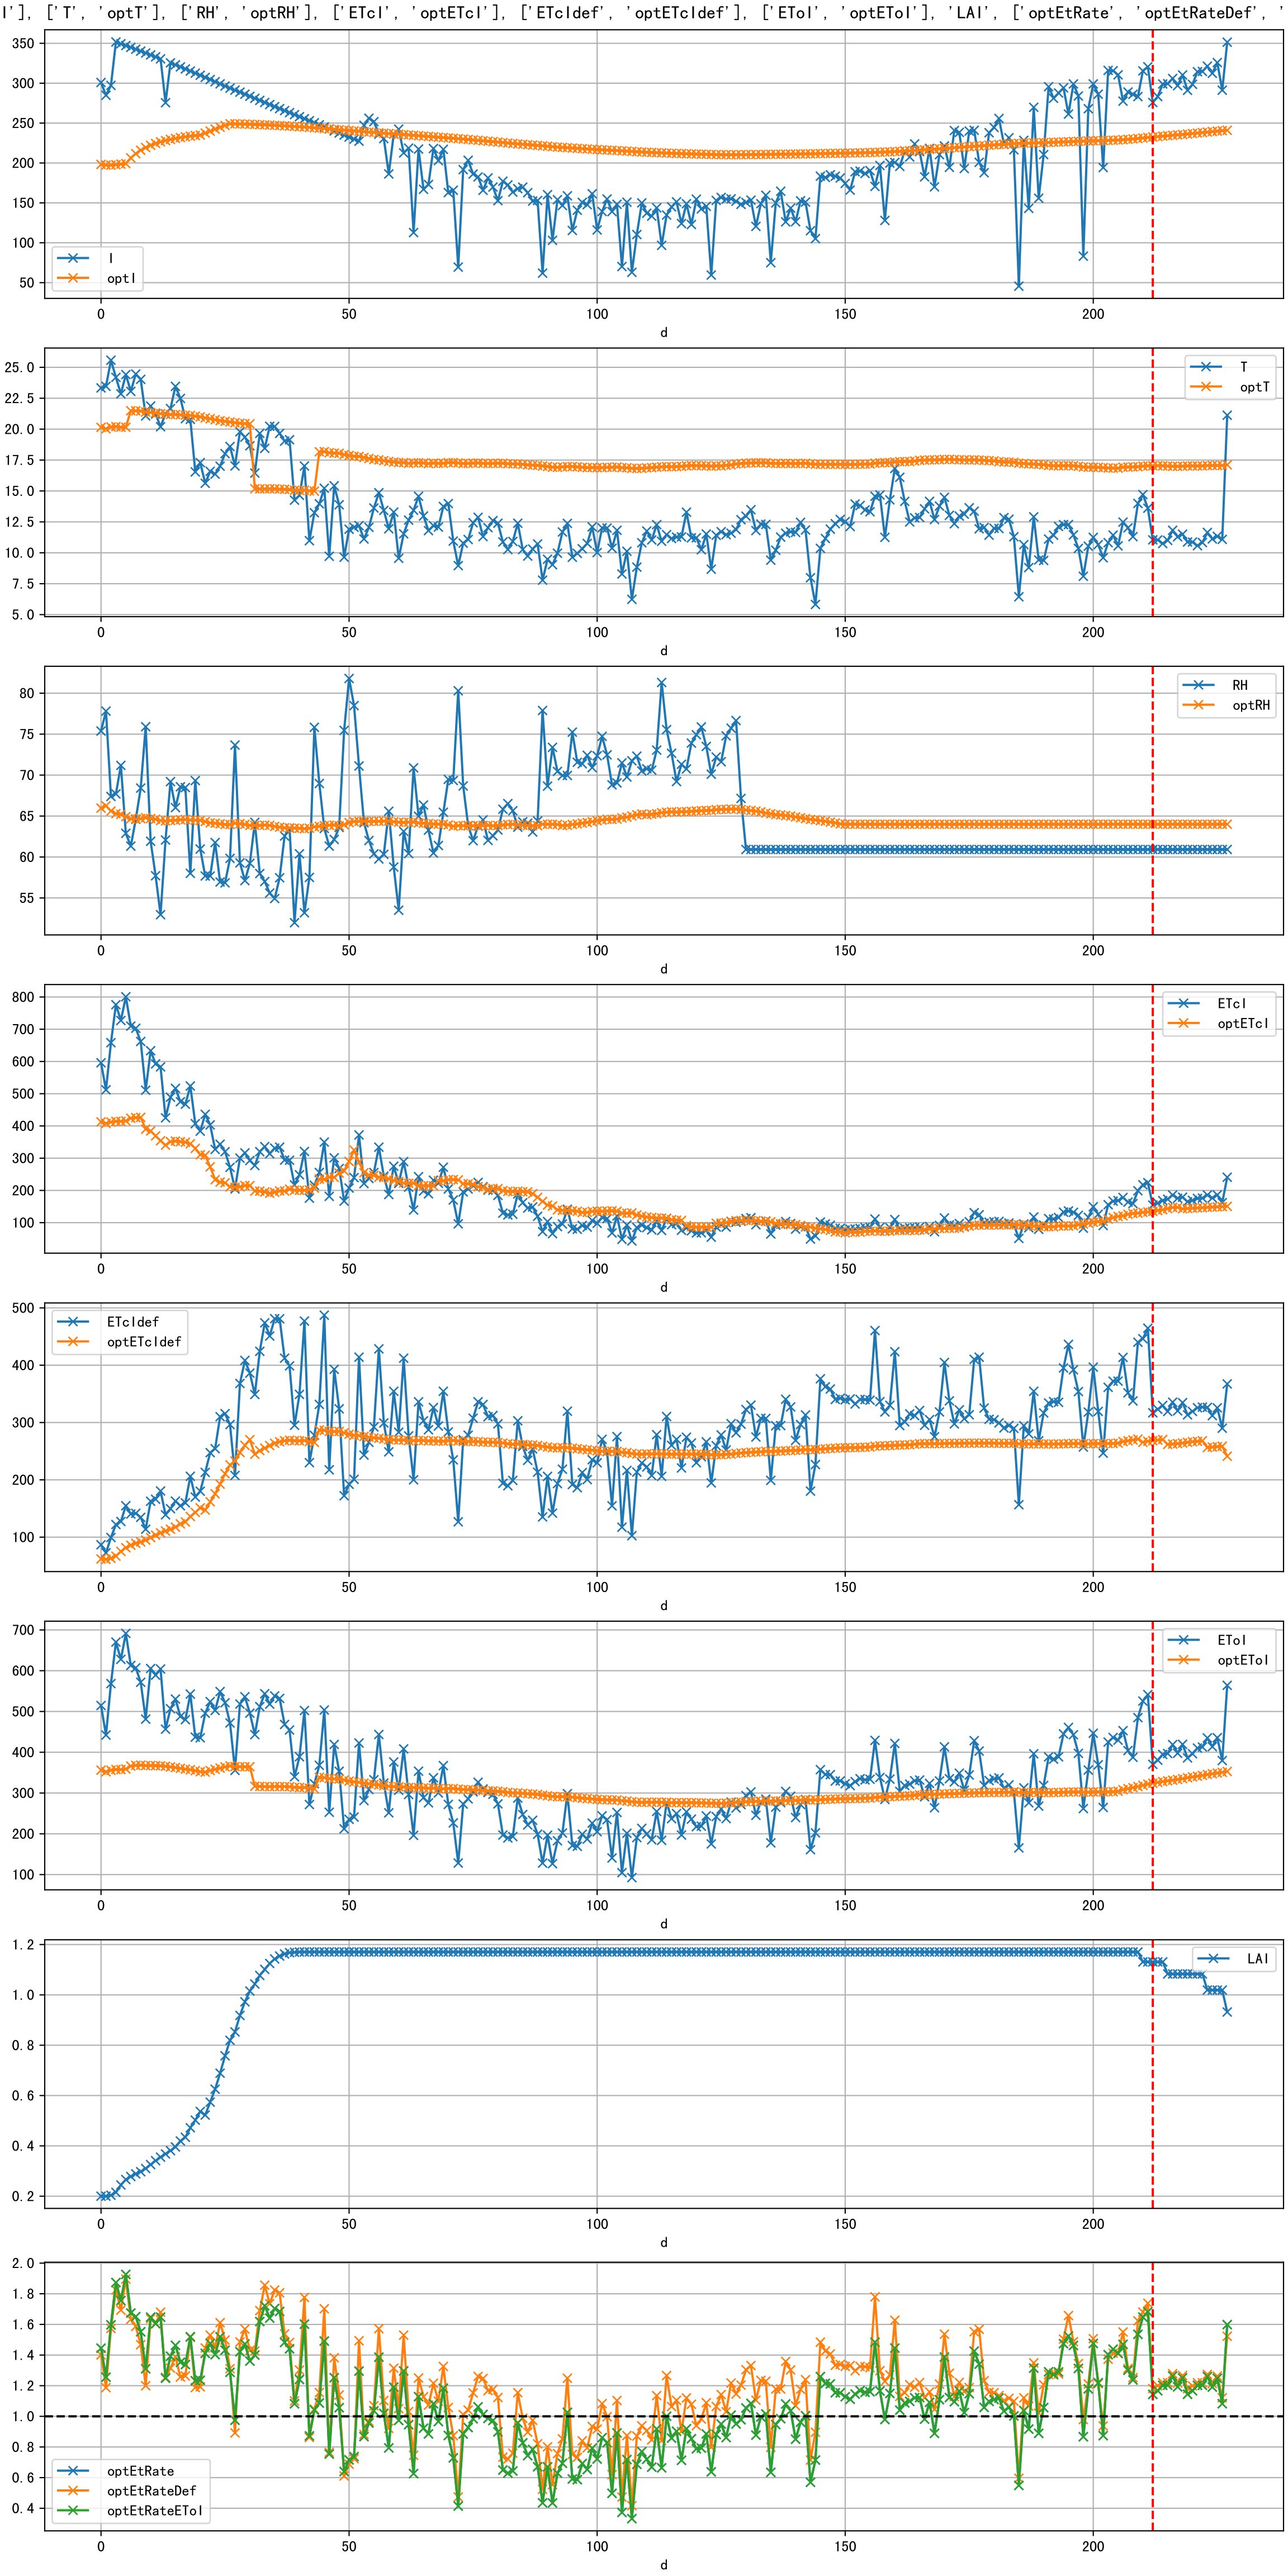 I'], ['T', 'optT'], ['RH', 'optRH'], ['ETcI', 'optETcI'], ['ETcIdef', 'optETcIdef'], ['EToI', 'optEToI'], 'LAI', ['optEtRate', 'optEtRateDef', '
350
300
250
200
150
100
50
I
optI
0 50 100 150 200
d
25.0
22.5
20.0
17.5
15.0
12.5
10.0
7.5
5.0
T
optT
0 50 100 150 200
d
80
75
70
65
60
55
RH
optRH
0 50 100 150 200
d
800
700
600
500
400
300
200
100
ETcI
optETcI
0 50 100 150 200
d
500
400
300
200
100
ETcIdef
optETcIdef
0 50 100 150 200
d
700
600
500
400
300
200
100
EToI
optEToI
0 50 100 150 200
d
1.2
1.0
0.8
0.6
0.4
0.2
LAI
0 50 100 150 200
d
2.0
1.8
1.6
1.4
1.2
1.0
0.8
0.6
0.4
optEtRate
optEtRateDef
optEtRateEToI
0 50 100 150 200
d